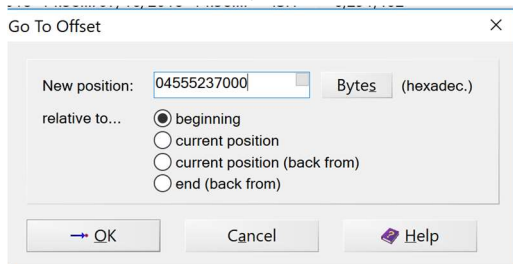 Go To Offset
New position: 04555237000 Bytes (hexadec.)
relative to... beginning
current position
current position (back from)
end (back from)
OK Cancel Help